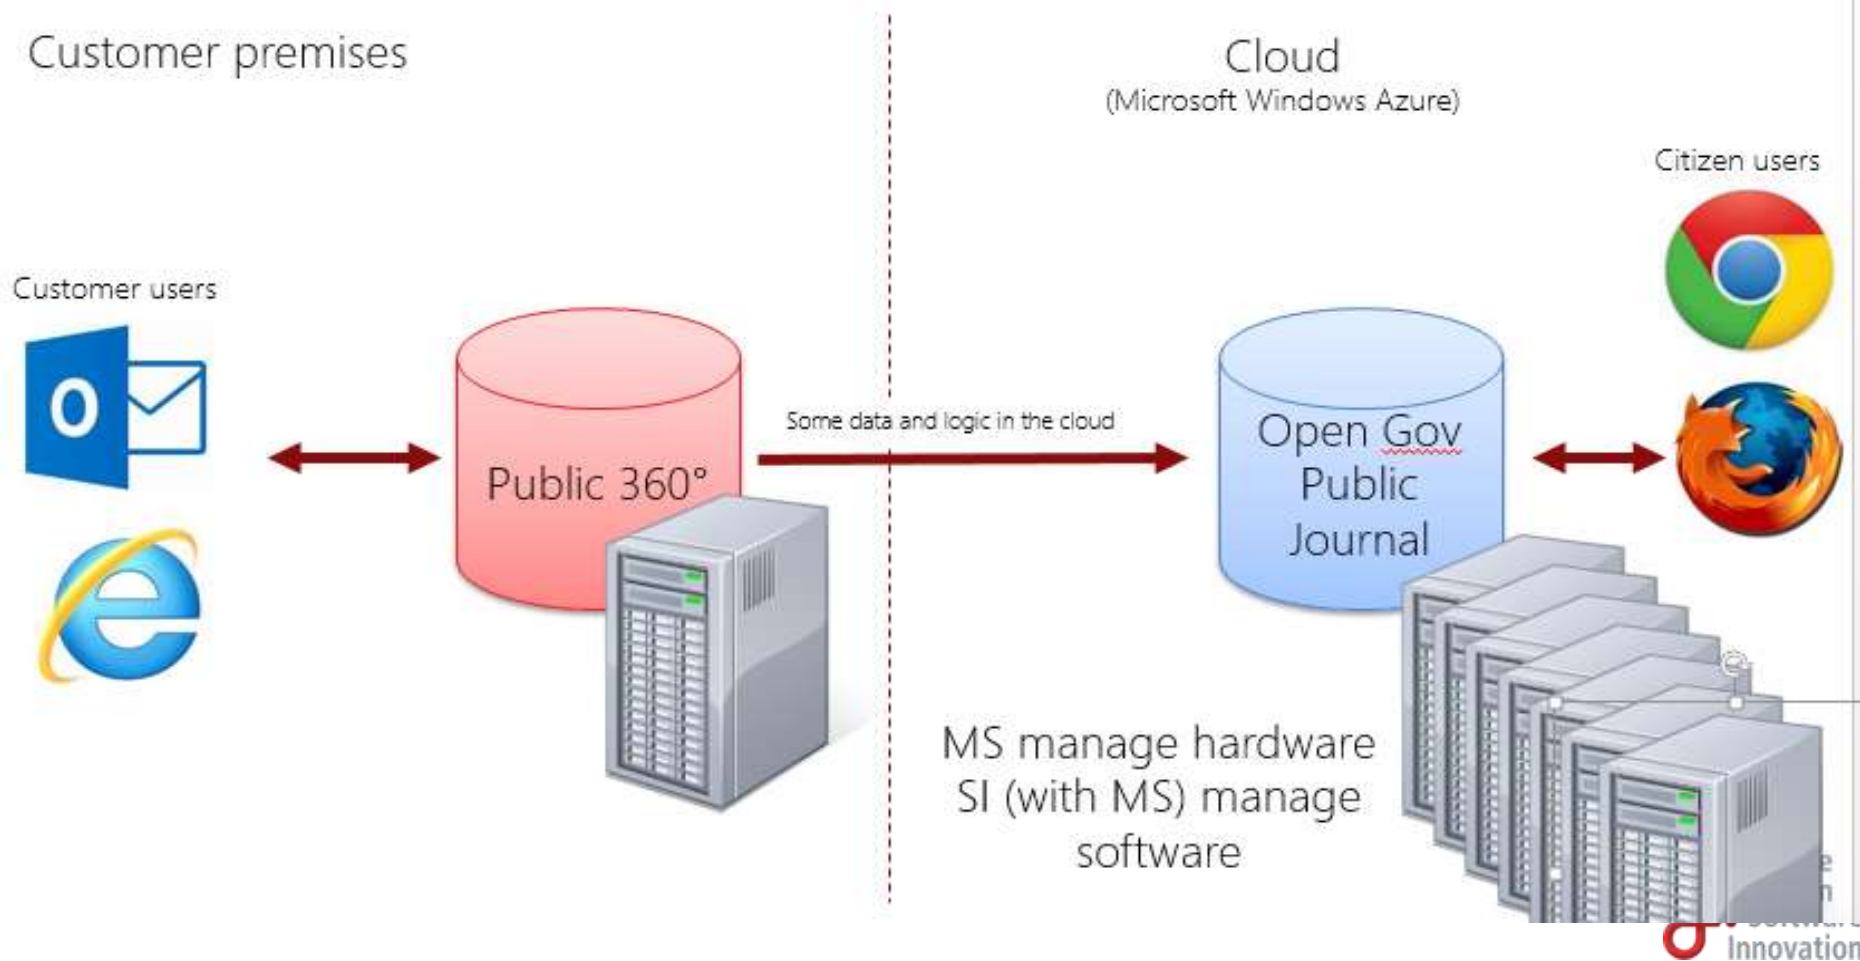 Customer premises
Cloud
(Microsoft Windows Azure)
Citizen users
Customer users
O
Some data and logic in the cloud
Public 360°
Open Gov
Public
Journal
MS manage hardware
SI (with MS) manage
software
Innovation